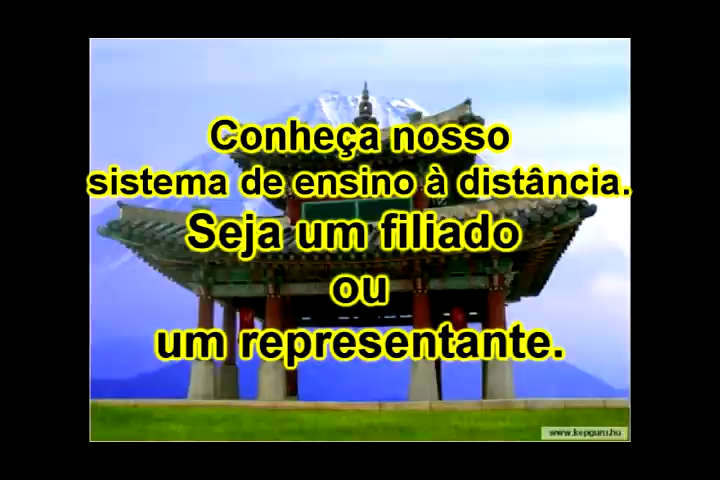 Conheça nosso
sistema de ensino à distância.
Seja um filiado
ou
um representante.
www.kepguru.hu